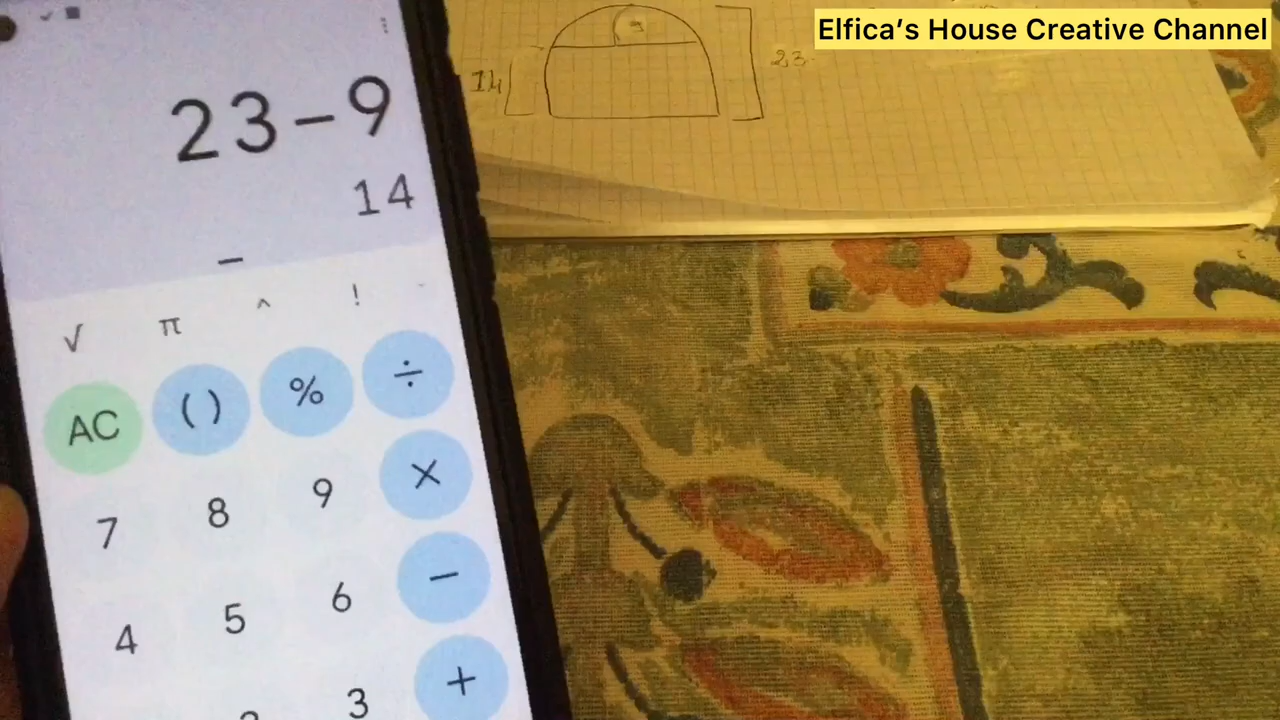 Elfica’s House Creative Channel
23–9
14
√ π ^ !
AC () % ÷
7 8 9 ×
4 5 6 −
3 +
9
14
23